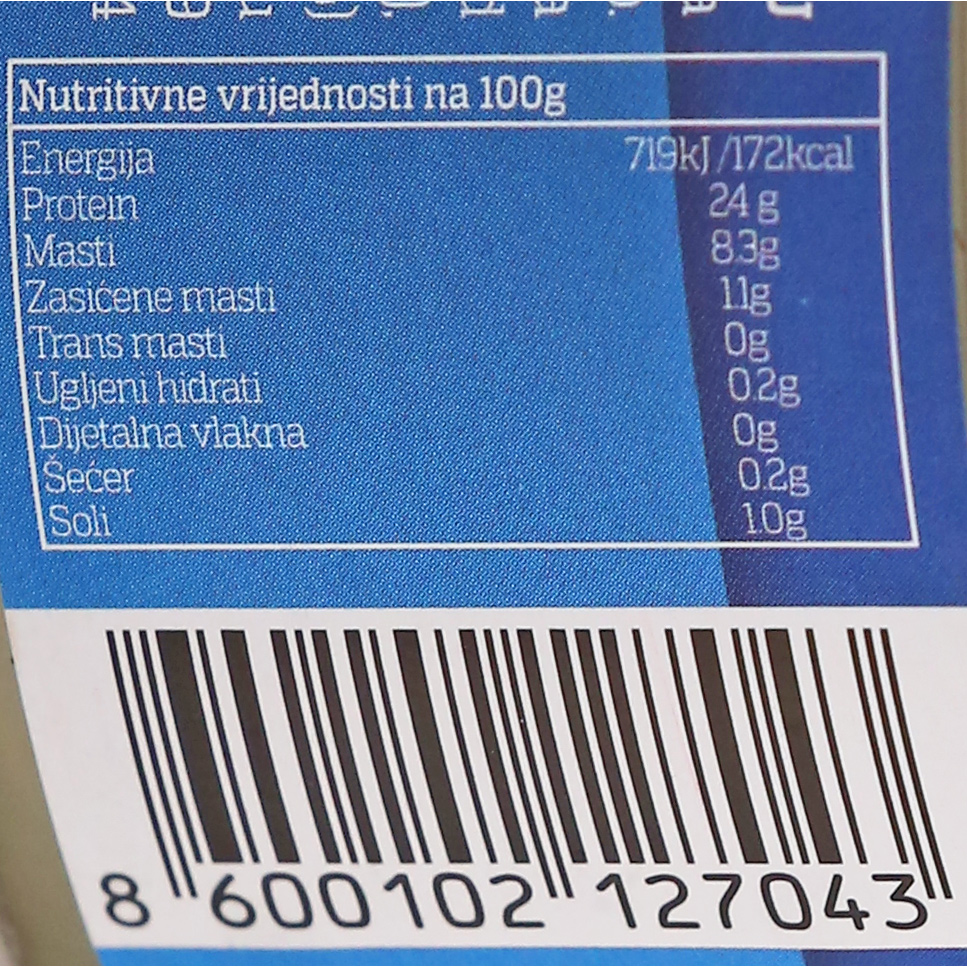 Nutritivne vrijednosti na 100g
Energija 719kJ/172kcal
Protein 24 g
Masti 8.3g
Zasićene masti 1.1g
Trans masti 0g
Ugljeni hidrati 0.2g
Dijetalna vlakna 0g
Šećer 0.2g
Soli 1.0g
8 600102 127043